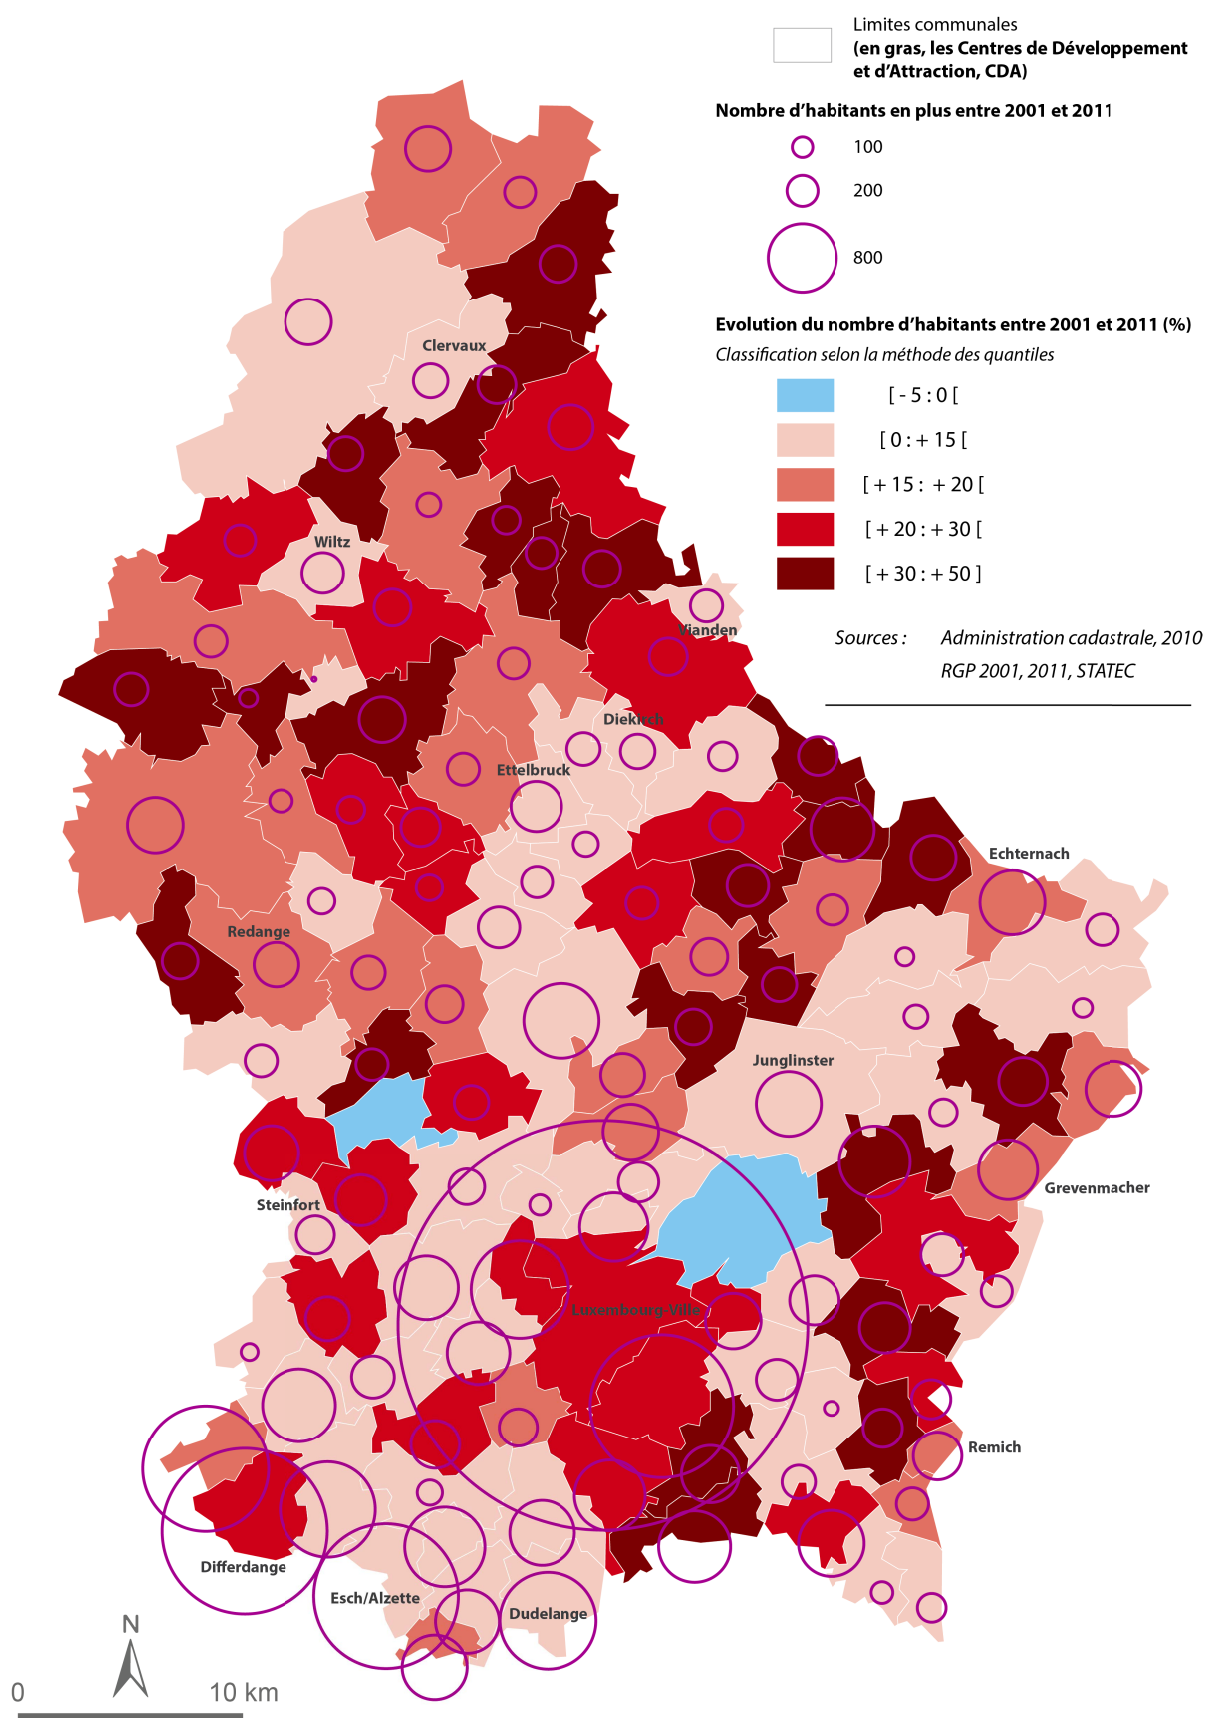 Limites communales
(en gras, les Centres de Développement
et d'Attraction, CDA)
Nombre d'habitants en plus entre 2001 et 2011
100
200
800
Evolution du nombre d'habitants entre 2001 et 2011 (%)
Classification selon la méthode des quantiles
[ - 5 : 0 [
[ 0 : + 15 [
[ + 15 : + 20 [
[ + 20 : + 30 [
[ + 30 : + 50 ]
Sources : Administration cadastrale, 2010
RGP 2001, 2011, STATEC
Clervaux
Wiltz
Vianden
Diekirch
Ettelbruck
Echternach
Redange
Junglinster
Grevenmacher
Steinfort
Luxembourg-Ville
Remich
Differdange
Esch/Alzette
Dudelange
N
0 10 km